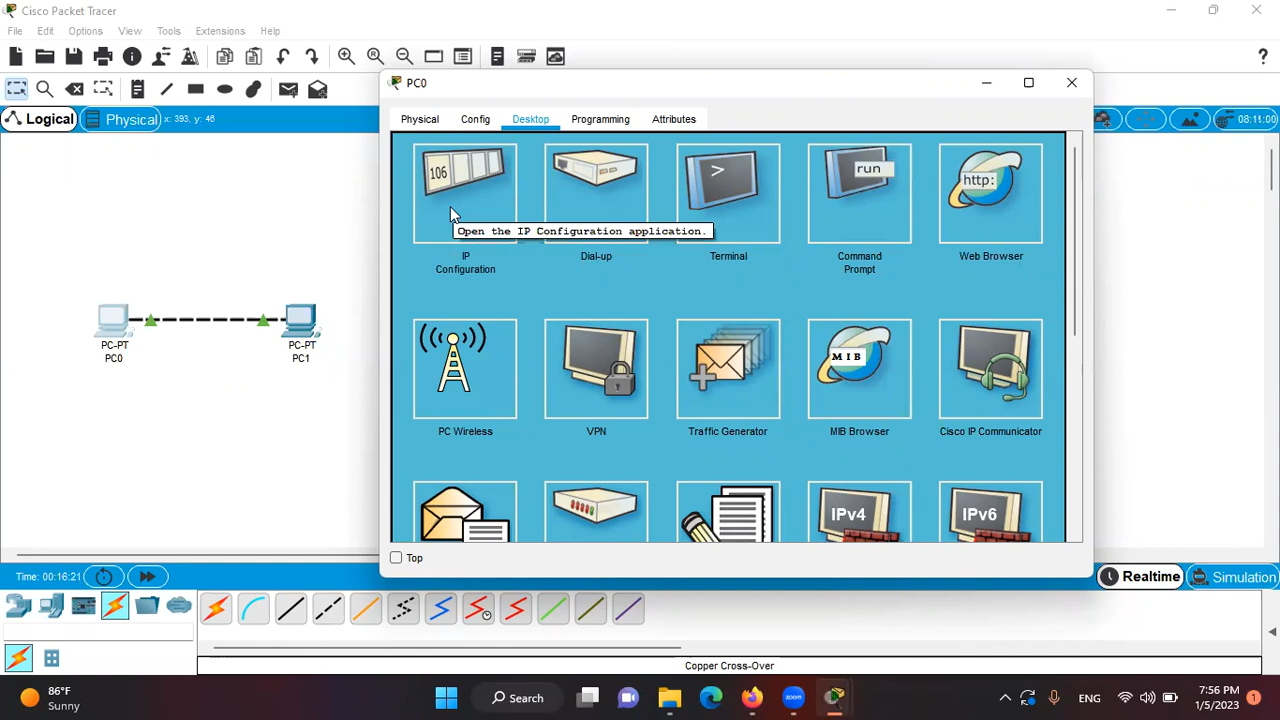 Cisco Packet Tracer
File Edit Options View Tools Extensions Help
PC0
Logical
Physical
x: 393, y: 46
08:11:00
Physical Config Desktop Programming Attributes
106
>
run
http:
Open the IP Configuration application.
IP
Configuration
Dial-up
Terminal
Command
Prompt
Web Browser
PC-PT
PC0
PC-PT
PC1
MIB
PC Wireless
VPN
Traffic Generator
MIB Browser
Cisco IP Communicator
IPv4
IPv6
Top
Time: 00:16:21
Realtime
Simulation
Copper Cross-Over
86°F
Sunny
Search
ENG
7:56 PM
1/5/2023
1